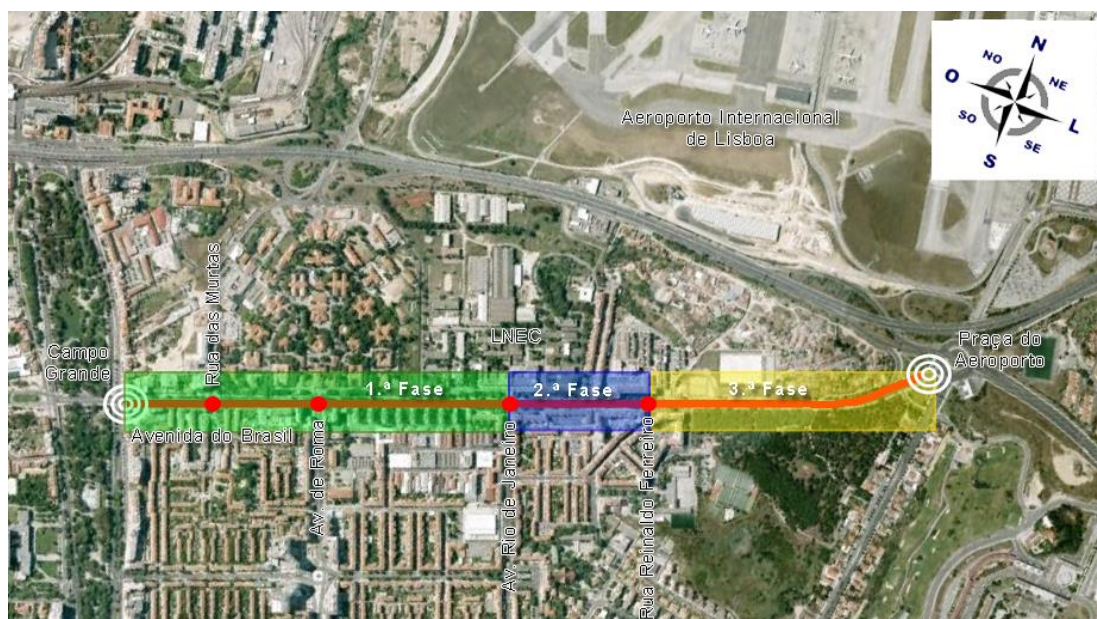 N
NO
NE
O
L
SO
SE
S
Aeroporto Internacional
de Lisboa
Rua das Murtas
LNEC
Campo
Grande
Praça do
Aeroporto
1.ª Fase
2.ª Fase
3.ª Fase
Avenida do Brasil
Av. de Roma
Av. Rio de Janeiro
Rua Reinaldo Ferreiro